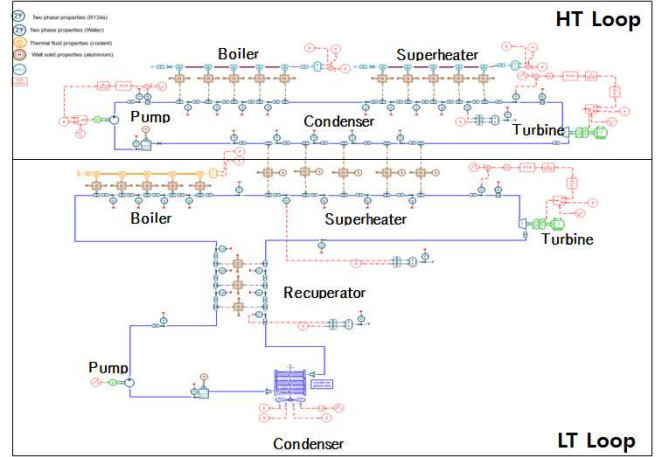 Two phase properties (R134a)
HT Loop
Two phase properties (Water)
Thermal fluid properties (coolant)
Wall solid properties (aluminium)
Boiler
Superheater
Pump
Condenser
Turbine
Boiler
Superheater
Turbine
Recuperator
Pump
Condenser
LT Loop